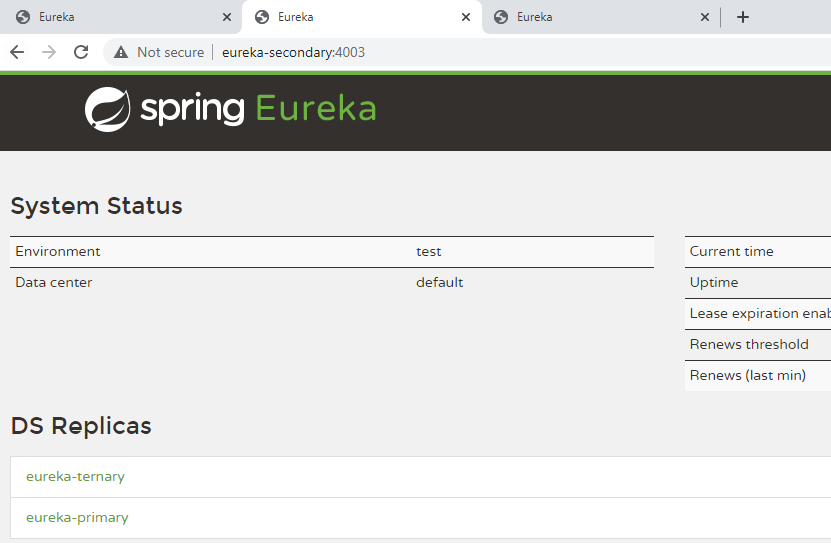 Eureka Eureka Eureka
Not secure eureka-secondary:4003
spring Eureka
System Status
Environment test
Data center default
Current time
Uptime
Lease expiration enab
Renews threshold
Renews (last min)
DS Replicas
eureka-ternary
eureka-primary